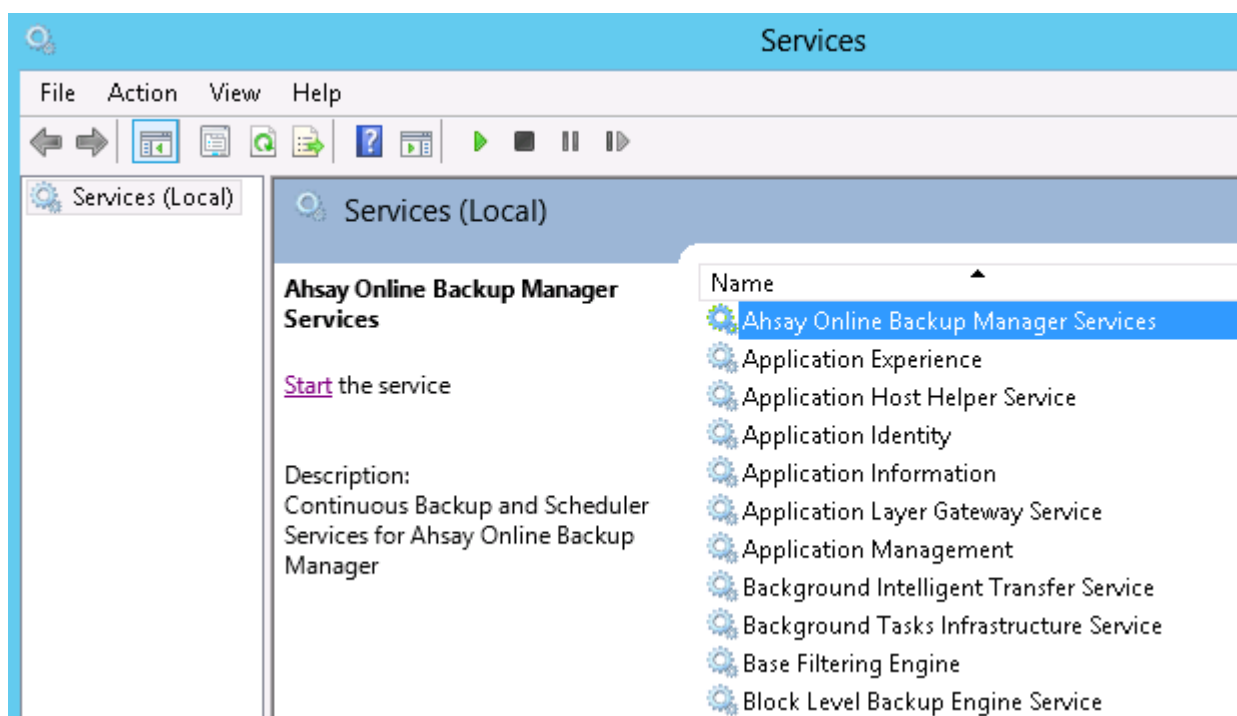 Services
File Action View Help
Services (Local)
Services (Local)
Ahsay Online Backup Manager
Services
Start the service
Description:
Continuous Backup and Scheduler
Services for Ahsay Online Backup
Manager
Name
Ahsay Online Backup Manager Services
Application Experience
Application Host Helper Service
Application Identity
Application Information
Application Layer Gateway Service
Application Management
Background Intelligent Transfer Service
Background Tasks Infrastructure Service
Base Filtering Engine
Block Level Backup Engine Service